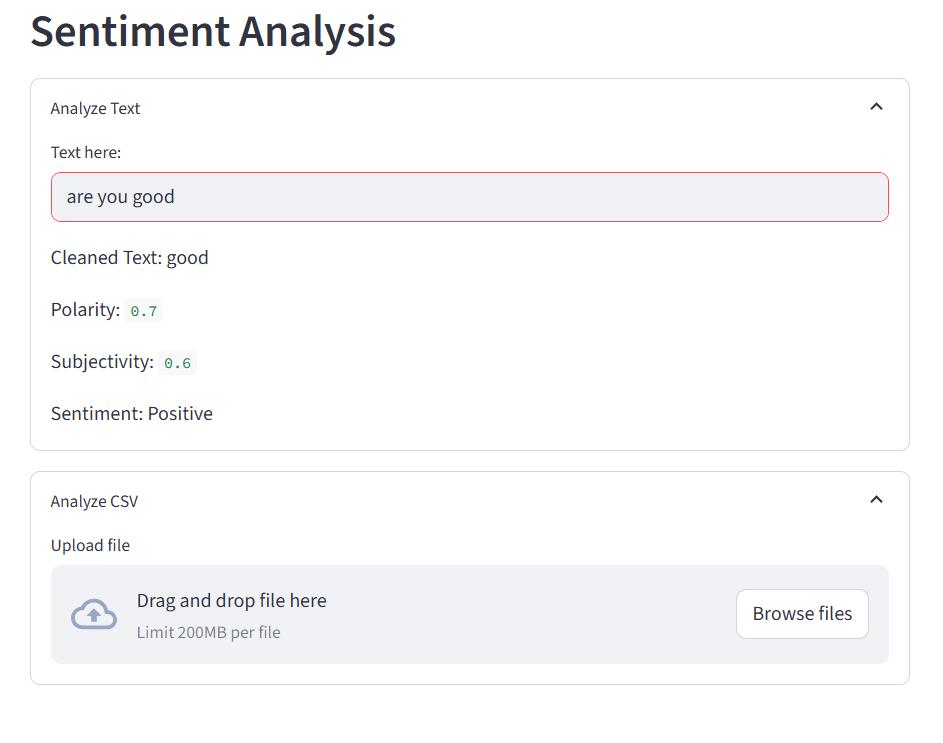 Sentiment Analysis
Analyze Text
Text here:
are you good
Cleaned Text: good
Polarity: 0.7
Subjectivity: 0.6
Sentiment: Positive
Analyze CSV
Upload file
Drag and drop file here
Limit 200MB per file
Browse files